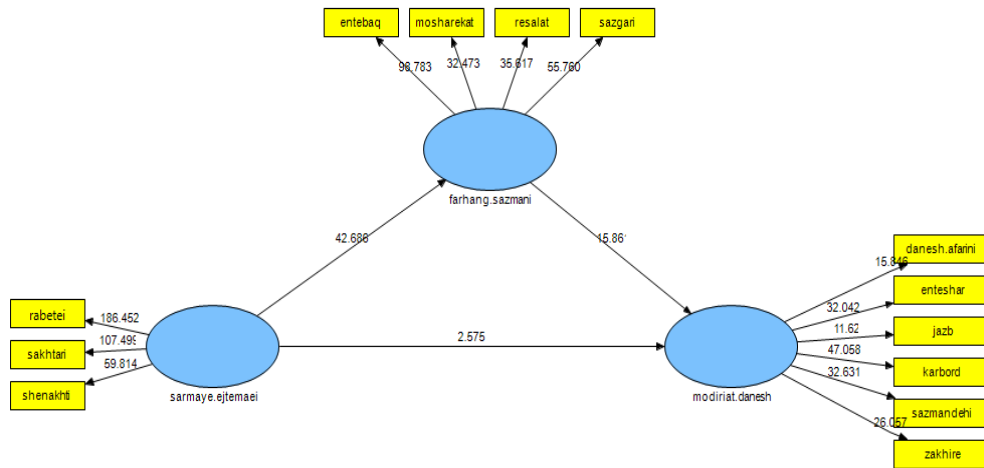 entebaq mosharekat resalat sazgari
98.783 32.473 35.617 55.760
farhang.sazmani
42.686 15.86
danesh.afarini
15.846
enteshar
32.042
rabetei
186.452
jazb
11.62
sakhtari
107.499
2.575
karbord
47.058
shenakhti
59.814
sarmaye.ejtemaei
modiriat.danesh
32.631
sazmandehi
26.057
zakhire